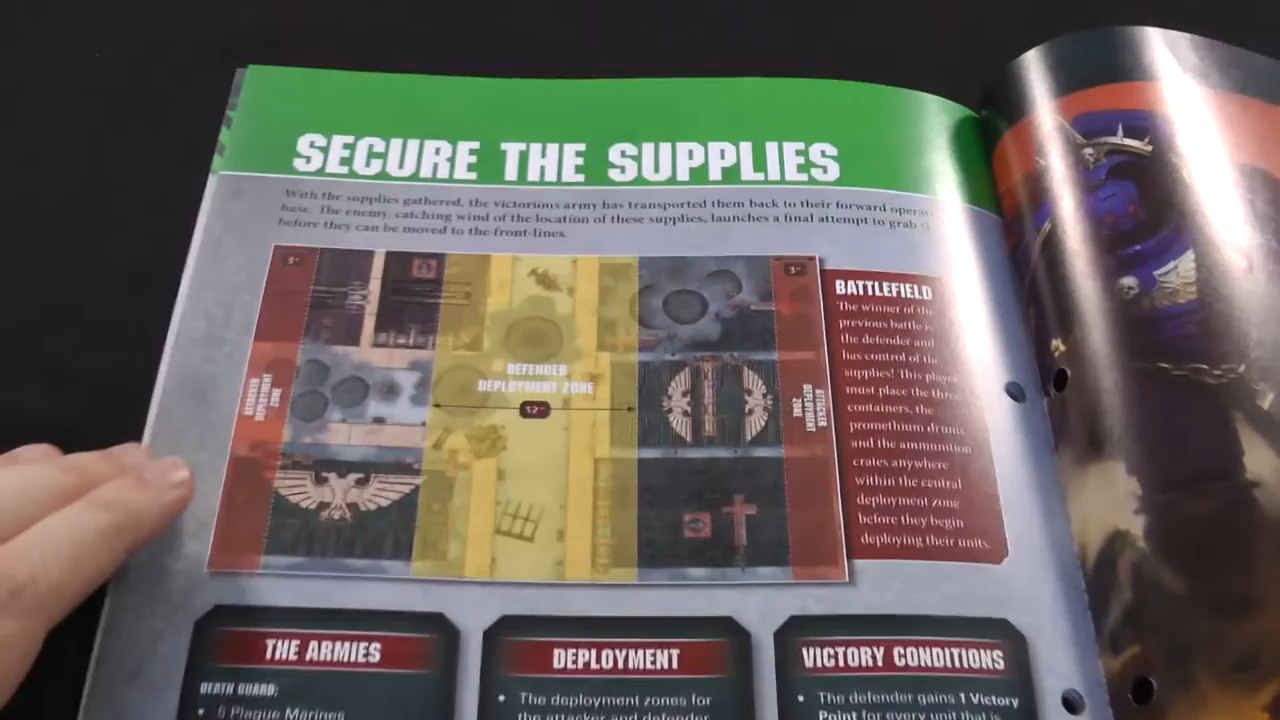 SECURE THE SUPPLIES
With the supplies gathered, the victorious army has transported them back to their forward
base. The enemy, catching wind of the location of these supplies, launches a final attempt to grab
before they can be moved to the front-lines.
3"
3"
ATTACKER DEPLOYMENT ZONE
DEFENDER
DEPLOYMENT ZONE
12"
ATTACKER DEPLOYMENT ZONE
BATTLEFIELD
The winner of the
previous battle is
the defender and
has control of the
supplies! This player
must place the three
containers, the
promethium drums
and the ammunition
crates anywhere
within the central
deployment zone
before they begin
deploying their units.
THE ARMIES
DEATH GUARD:
• 5 Plague Marines
DEPLOYMENT
• The deployment zones for
the attacker and defender
VICTORY CONDITIONS
• The defender gains 1 Victory
Point for every unit that is